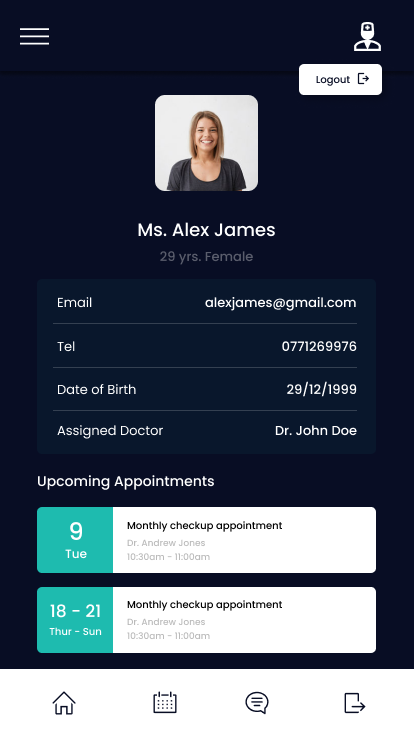 Logout
Ms. Alex James
29 yrs. Female
Email alexjames@gmail.com
Tel 0771269976
Date of Birth 29/12/1999
Assigned Doctor Dr. John Doe
Upcoming Appointments
9
Tue
Monthly checkup appointment
Dr. Andrew Jones
10:30am - 11:00am
18 - 21
Thur - Sun
Monthly checkup appointment
Dr. Andrew Jones
10:30am - 11:00am